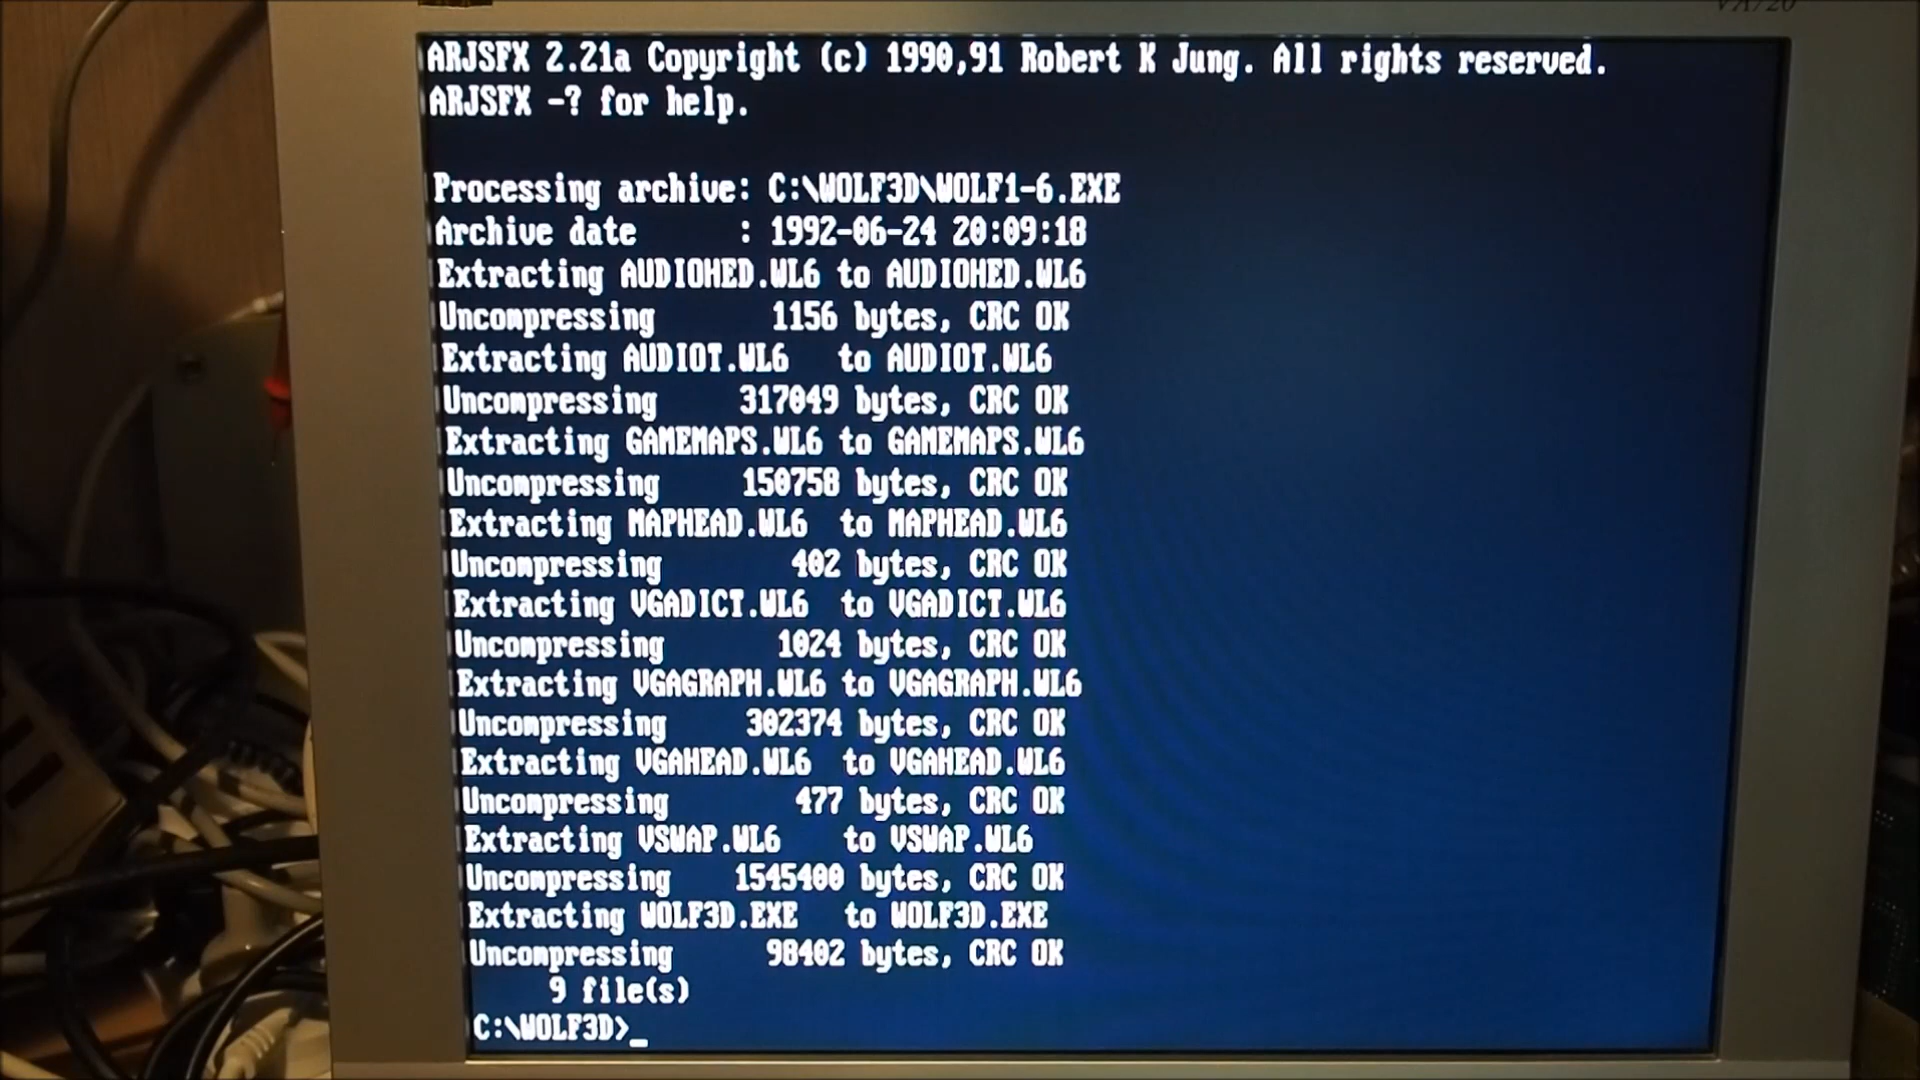 VA720
ARJSFX 2.21a Copyright (c) 1990,91 Robert K Jung. All rights reserved.
ARJSFX -? for help.
Processing archive: C:\WOLF3D\WOLF1-6.EXE
Archive date      : 1992-06-24 20:09:18
Extracting AUDIOHED.WL6 to AUDIOHED.WL6
Uncompressing       1156 bytes, CRC OK
Extracting AUDIOT.WL6   to AUDIOT.WL6
Uncompressing     317049 bytes, CRC OK
Extracting GAMEMAPS.WL6 to GAMEMAPS.WL6
Uncompressing     150758 bytes, CRC OK
Extracting MAPHEAD.WL6  to MAPHEAD.WL6
Uncompressing        402 bytes, CRC OK
Extracting VGADICT.WL6  to VGADICT.WL6
Uncompressing       1024 bytes, CRC OK
Extracting VGAGRAPH.WL6 to VGAGRAPH.WL6
Uncompressing     302374 bytes, CRC OK
Extracting VGAHEAD.WL6  to VGAHEAD.WL6
Uncompressing        477 bytes, CRC OK
Extracting VSWAP.WL6    to VSWAP.WL6
Uncompressing    1545400 bytes, CRC OK
Extracting WOLF3D.EXE   to WOLF3D.EXE
Uncompressing      98402 bytes, CRC OK
     9 file(s)
C:\WOLF3D>_